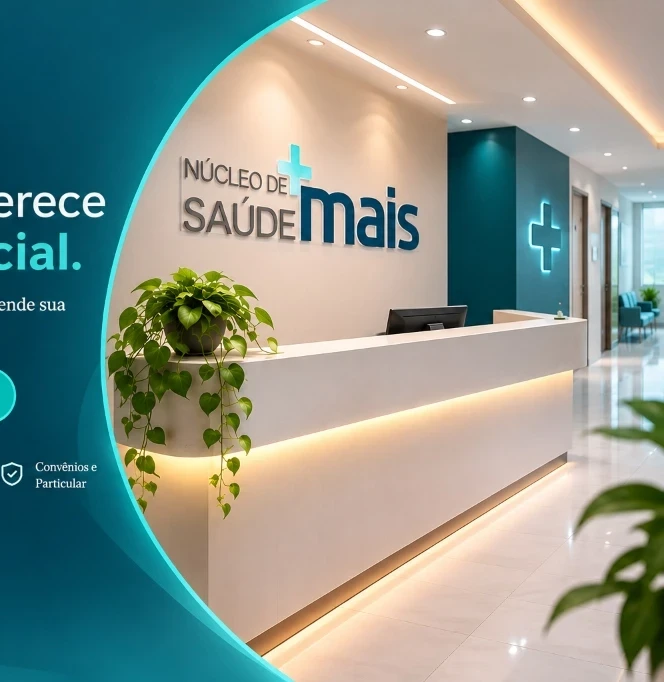 erece
cial.
ende sua
Convênios e
Particular
NÚCLEO DE
SAÚDE mais